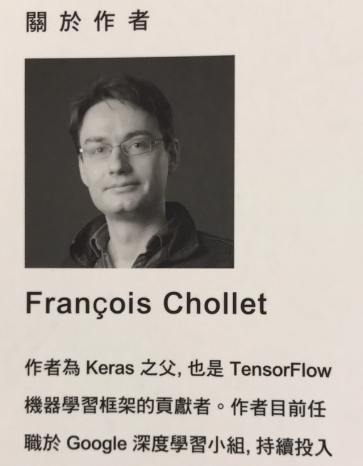 關於作者
François Chollet
作者為 Keras 之父, 也是 TensorFlow
機器學習框架的貢獻者。作者目前任
職於 Google 深度學習小組, 持續投入